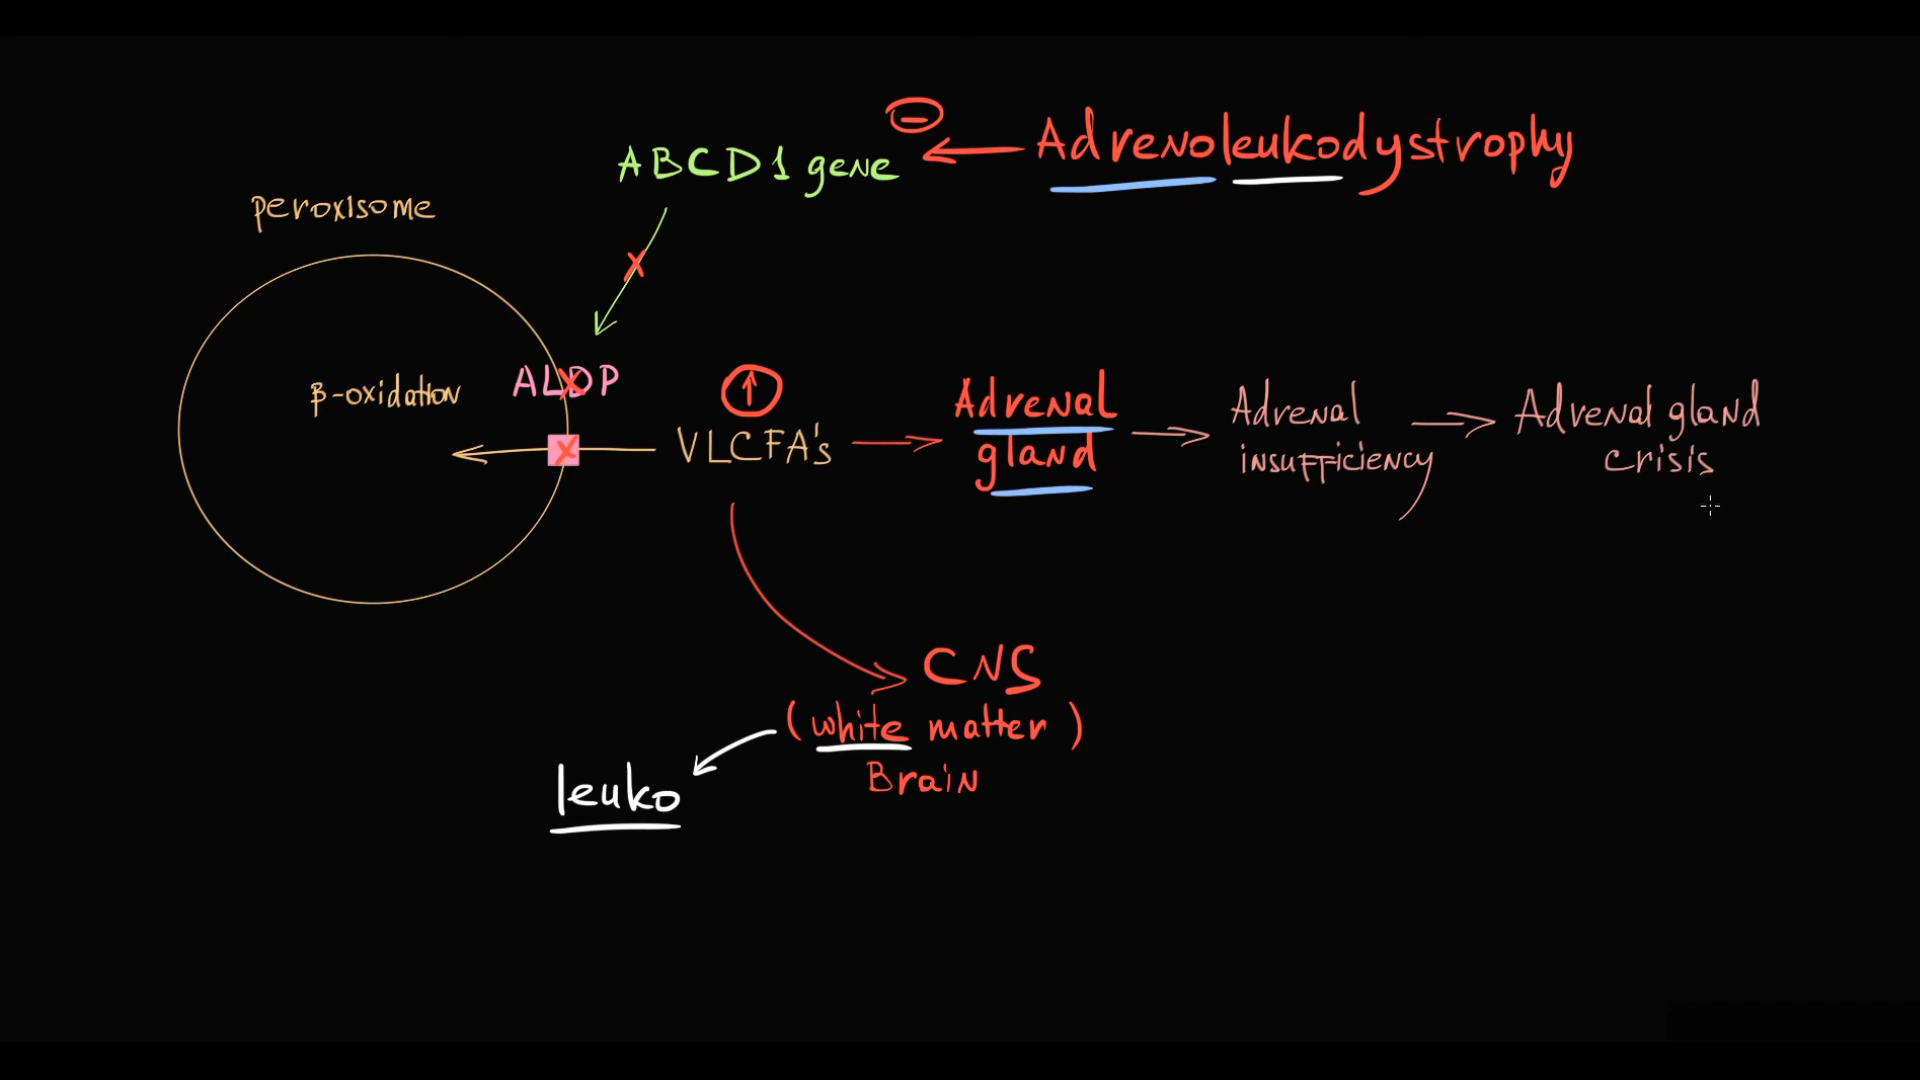 Adrenoleukodystrophy
ABCD1 gene
peroxisome
X
ALDP
β-oxidation
X
VLCFA's
Adrenal
gland
Adrenal
insufficiency
Adrenal gland
crisis
CNS
(white matter)
Brain
leuko